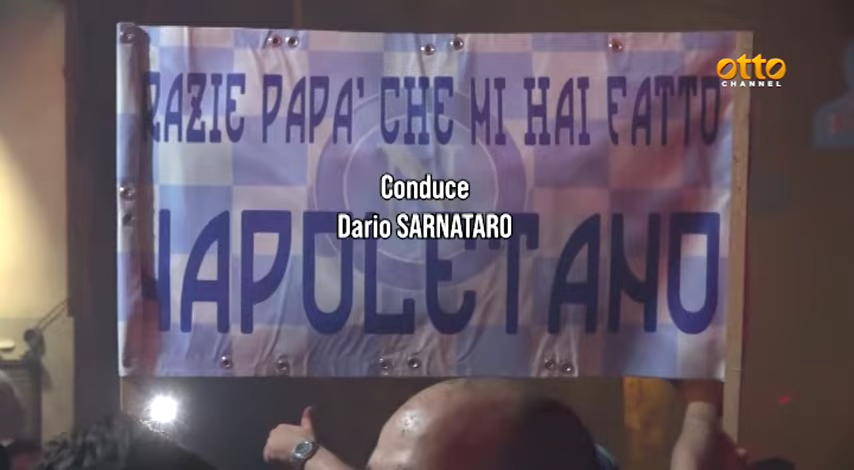 otto
CHANNEL
RAZIE PAPA' CHE MI HAI FATTO
Conduce
Dario SARNATARO
NAPOLETANO